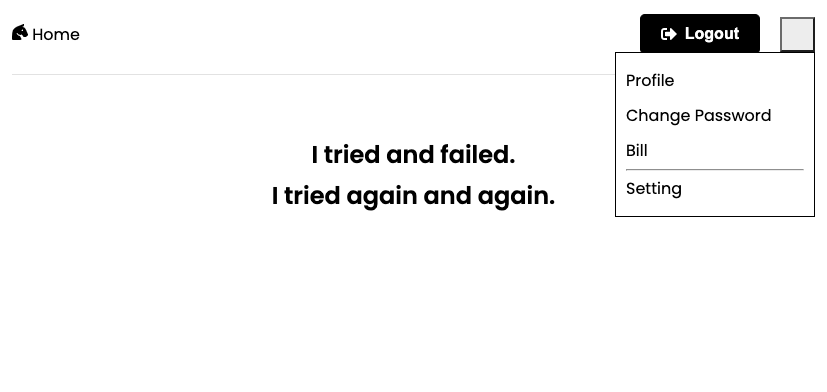 Home
Logout
Profile
Change Password
Bill
Setting
I tried and failed.
I tried again and again.